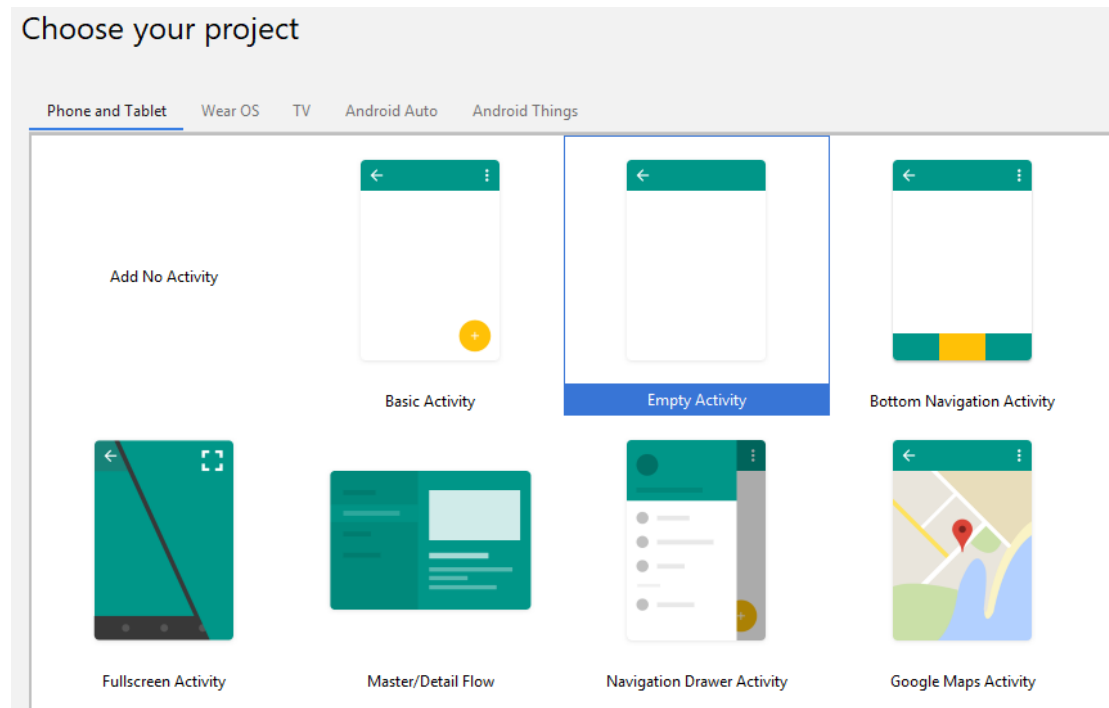 Choose your project
Phone and Tablet Wear OS TV Android Auto Android Things
Add No Activity
Basic Activity Empty Activity Bottom Navigation Activity
Fullscreen Activity Master/Detail Flow Navigation Drawer Activity Google Maps Activity